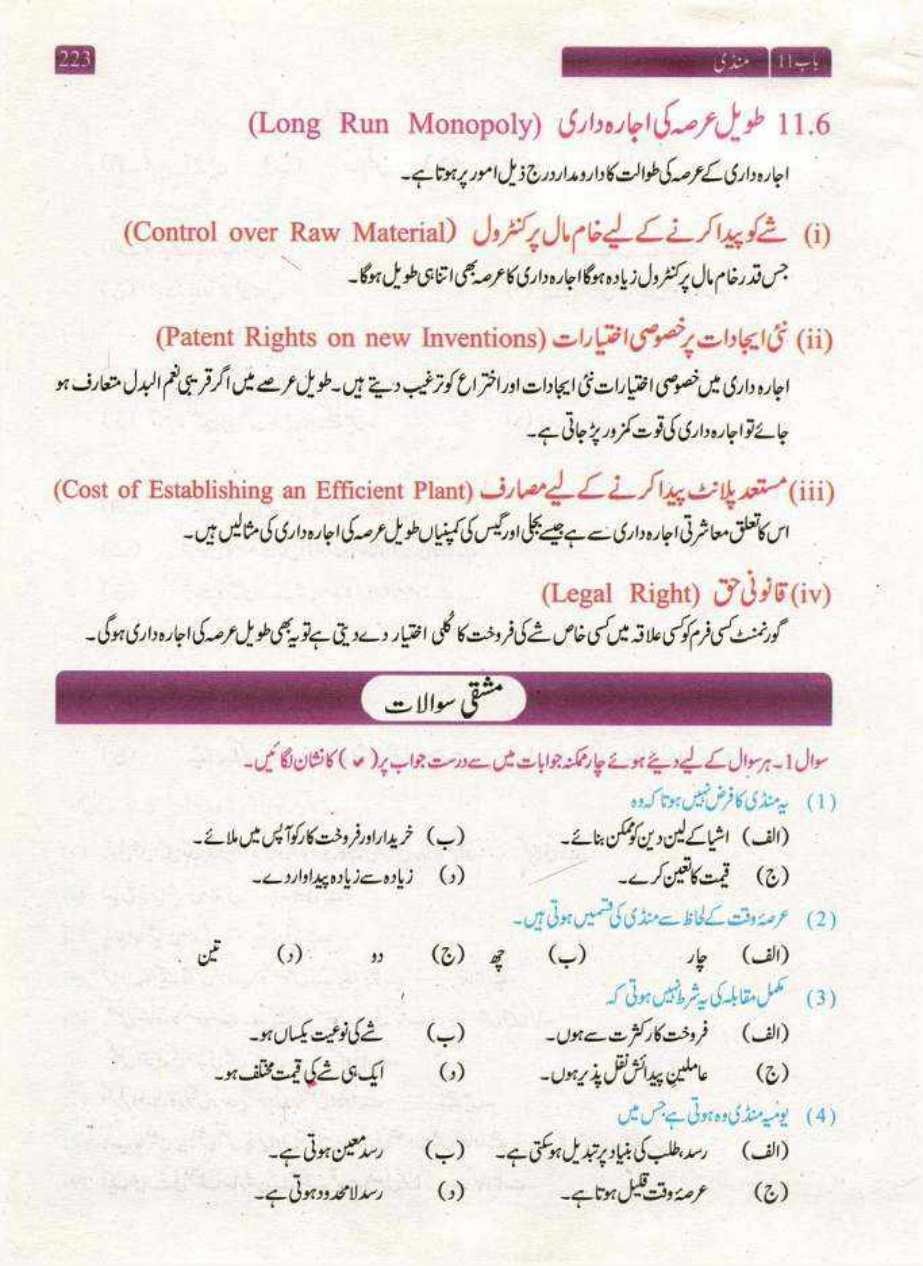 باب 11 منڈی 223
11.6 طویل عرصہ کی اجارہ داری (Long Run Monopoly)
اجارہ داری کے عرصہ کی طوالت کا دارومدار درج ذیل امور پر ہوتا ہے۔
(i) شے کو پیدا کرنے کے لیے خام مال پر کنٹرول (Control over Raw Material)
جس قدر خام مال پر کنٹرول زیادہ ہوگا اجارہ داری کا عرصہ بھی اتنا ہی طویل ہوگا۔
(ii) نئی ایجادات پر خصوصی اختیارات (Patent Rights on new Inventions)
اجارہ داری میں خصوصی اختیارات نئی ایجادات اور اختراع کو ترغیب دیتے ہیں۔ طویل عرصے میں اگر قریبی نعم البدل متعارف ہو
جائے تو اجارہ داری کی قوت کمزور پڑ جاتی ہے۔
(iii) مستعد پلانٹ پیدا کرنے کے لیے مصارف (Cost of Establishing an Efficient Plant)
اس کا تعلق معاشرتی اجارہ داری سے ہے جیسے بجلی اور گیس کی کمپنیاں طویل عرصہ کی اجارہ داری کی مثالیں ہیں۔
(iv) قانونی حق (Legal Right)
گورنمنٹ کسی فرم کو کسی علاقہ میں کسی خاص شے کی فروخت کا کُلی اختیار دے دیتی ہے تو یہ بھی طویل عرصہ کی اجارہ داری ہوگی۔
مشقی سوالات
سوال 1۔ ہر سوال کے لیے دیئے ہوئے چار ممکنہ جوابات میں سے درست جواب پر (✔) کا نشان لگائیں۔
(1) یہ منڈی کا فرض نہیں ہوتا کہ وہ
(الف) اشیا کے لین دین کو ممکن بنائے۔ (ب) خریدار اور فروخت کار کو آپس میں ملائے۔
(ج) قیمت کا تعین کرے۔ (د) زیادہ سے زیادہ پیداوار دے۔
(2) عرصۂ وقت کے لحاظ سے منڈی کی قسمیں ہوتی ہیں۔
(الف) چار (ب) چھ (ج) دو (د) تین
(3) مکمل مقابلہ کی یہ شرط نہیں ہوتی کہ
(الف) فروخت کار کثرت سے ہوں۔ (ب) شے کی نوعیت یکساں ہو۔
(ج) عاملین پیدائش نقل پذیر ہوں۔ (د) ایک ہی شے کی قیمت مختلف ہو۔
(4) یومیہ منڈی وہ ہوتی ہے جس میں
(الف) رسد، طلب کی بنیاد پر تبدیل ہوسکتی ہے۔ (ب) رسد معین ہوتی ہے۔
(ج) عرصۂ وقت قلیل ہوتا ہے۔ (د) رسد لامحدود ہوتی ہے۔